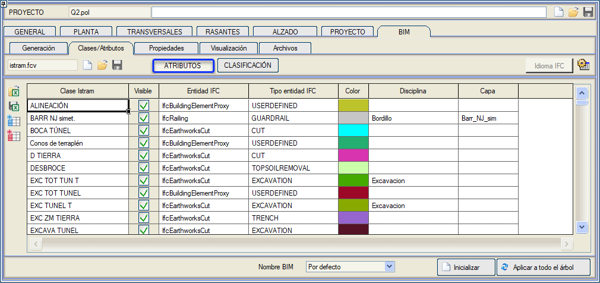 PROYECTO Q2.pol
GENERAL PLANTA TRANSVERSALES RASANTES ALZADO PROYECTO BIM
Generación Clases/Atributos Propiedades Visualización Archivos
istram.fcv ATRIBUTOS CLASIFICACIÓN Idioma IFC
Clase Istram Visible Entidad IFC Tipo entidad IFC Color Disciplina Capa
ALINEACIÓN IfcBuildingElementProxy USERDEFINED
BARR NJ simet. IfcRailing GUARDRAIL Bordillo Barr_NJ_sim
BOCA TÚNEL IfcEarthworksCut CUT
Conos de terraplén IfcBuildingElementProxy USERDEFINED
D TIERRA IfcEarthworksCut CUT
DESBROCE IfcEarthworksCut TOPSOILREMOVAL
EXC TOT TUN T IfcEarthworksCut EXCAVATION Excavacion
EXC TOT TUNEL IfcBuildingElementProxy USERDEFINED
EXC TUNEL T IfcEarthworksCut EXCAVATION Excavacion
EXC ZM TIERRA IfcEarthworksCut TRENCH
EXCAVA TUNEL IfcEarthworksCut EXCAVATION
Nombre BIM Por defecto Inicializar Aplicar a todo el árbol